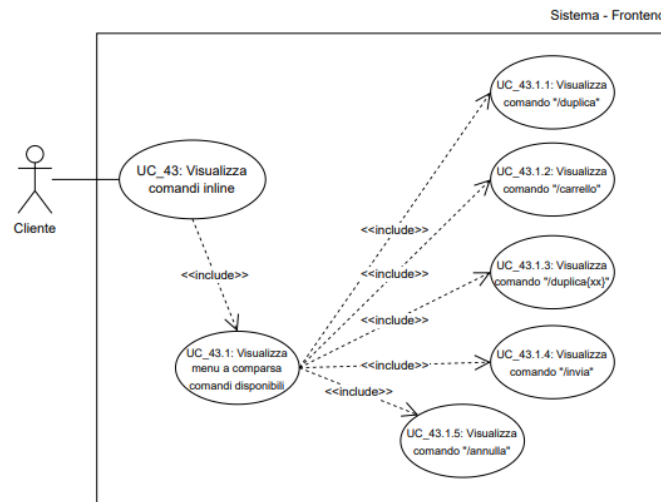 Sistema - Frontend
UC_43.1.1: Visualizza
comando "/duplica"
UC_43: Visualizza
comandi inline
UC_43.1.2: Visualizza
comando "/carrello"
Cliente
<<include>>
UC_43.1.3: Visualizza
comando "/duplica{xx}"
<<include>>
<<include>>
<<include>>
UC_43.1: Visualizza
menu a comparsa
comandi disponibili
<<include>>
UC_43.1.4: Visualizza
comando "/invia"
<<include>>
UC_43.1.5: Visualizza
comando "/annulla"